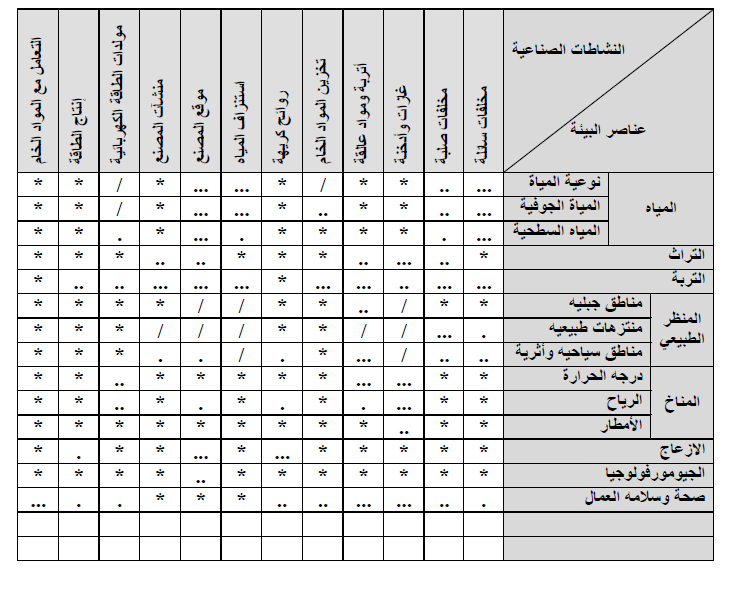 النشاطات الصناعية
عناصر البيئة
مخلفات سائلة
مخلفات صلبة
غازات وأدخنة
أتربة ومواد عالقة
تخزين المواد الخام
روائح كريهة
استنزاف المياه
موقع المصنع
منشآت المصنع
مولدات الطاقة الكهربائية
إنتاج الطاقة
التعامل مع المواد الخام
المياه
نوعية المياة ... .. * * / * ... ... * / * *
المياة الجوفية ... .. * * .. * ... ... * / * *
المياه السطحية ... . * * * * . ... * . * *
التراث * .. ... .. * * * .. .. * * *
التربة ... ... ... .. ... * ... ... ... .. .. *
المنظر
الطبيعي
مناطق جبليه * * / .. * * / / * * * *
منتزهات طبيعيه . ... / / * * / / / * * *
مناطق سياحيه وأثرية .. .. / ... * . / . . * * *
المناخ
درجه الحرارة * * ... ... * * * * * .. * *
الرياح * * ... . * . * . * .. * *
الأمطار * * .. * * * * * * * * *
الازعاج * * * * * ... * ... * * . *
الجيومورفولوجيا * * * * * * * .. * * * *
صحة وسلامه العمال . .. ... ... .. .. * * * . . ...